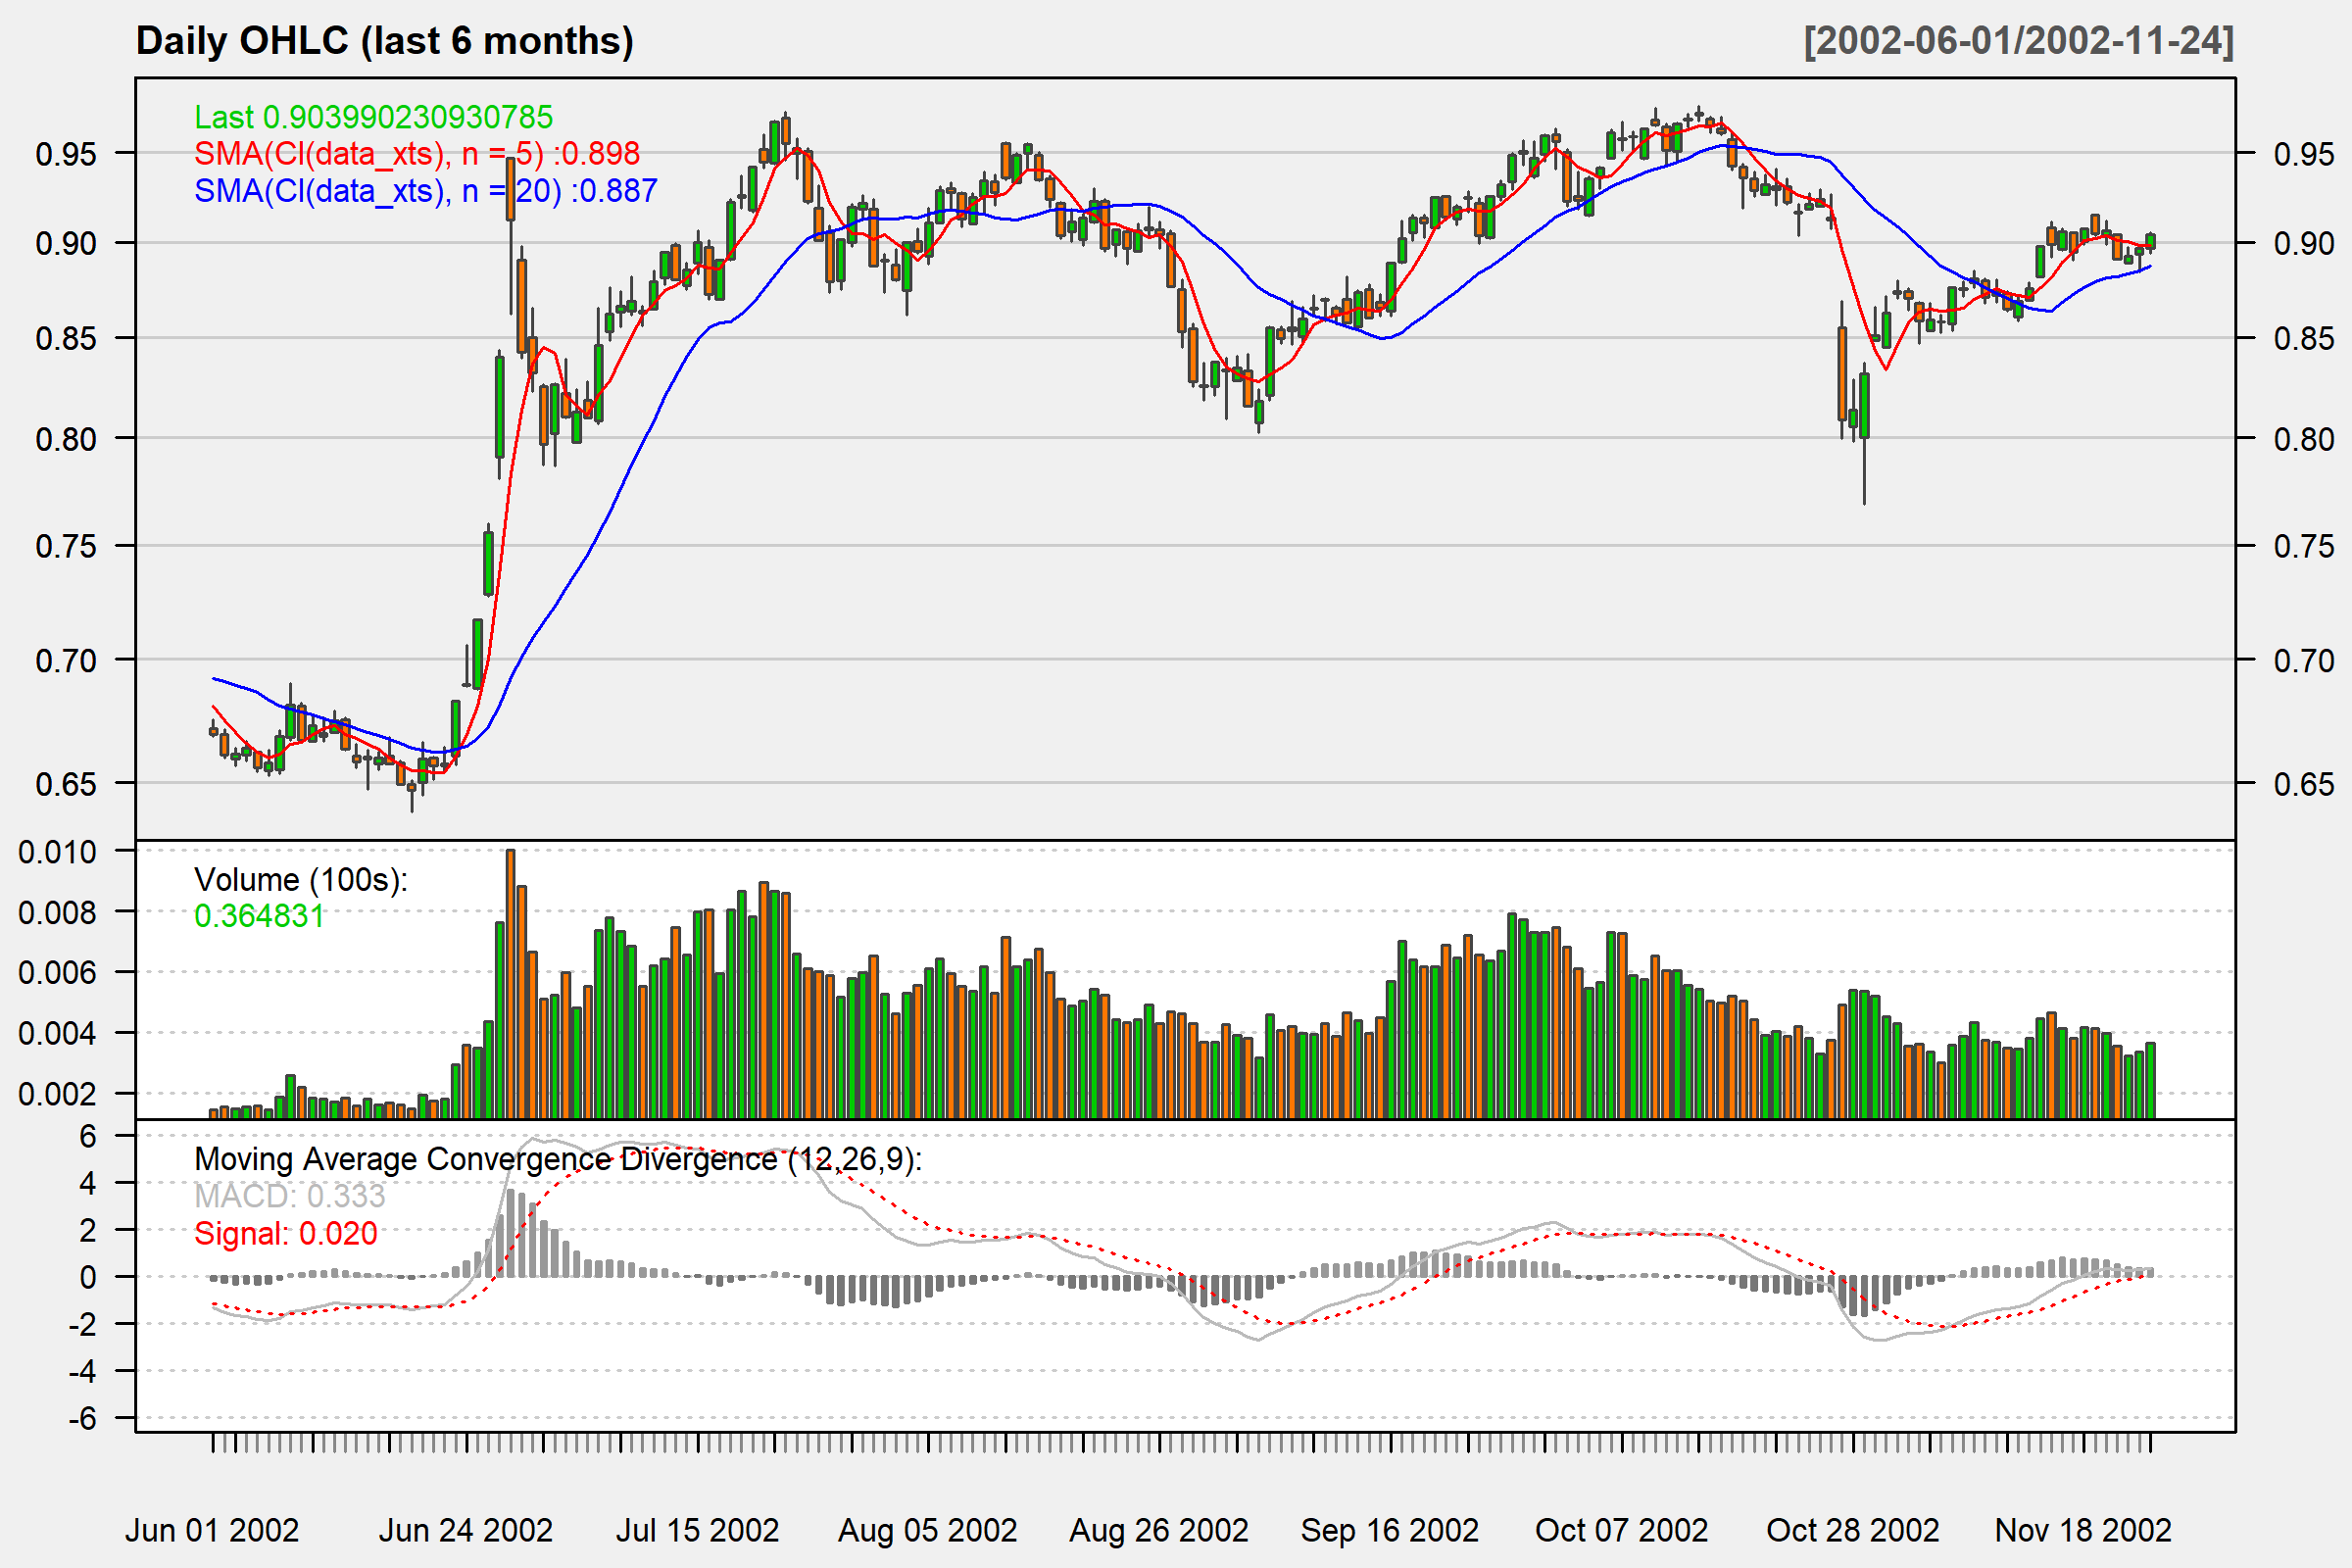 Daily OHLC (last 6 months) [2002-06-01/2002-11-24]
Last 0.903990230930785
SMA(Cl(data_xts), n = 5) :0.898
SMA(Cl(data_xts), n = 20) :0.887
0.95 0.95
0.90 0.90
0.85 0.85
0.80 0.80
0.75 0.75
0.70 0.70
0.65 0.65
0.010
Volume (100s):
0.364831
0.008
0.006
0.004
0.002
6
Moving Average Convergence Divergence (12,26,9):
MACD: 0.333
4
Signal: 0.020
2
0
-2
-4
-6
Jun 01 2002 Jun 24 2002 Jul 15 2002 Aug 05 2002 Aug 26 2002 Sep 16 2002 Oct 07 2002 Oct 28 2002 Nov 18 2002